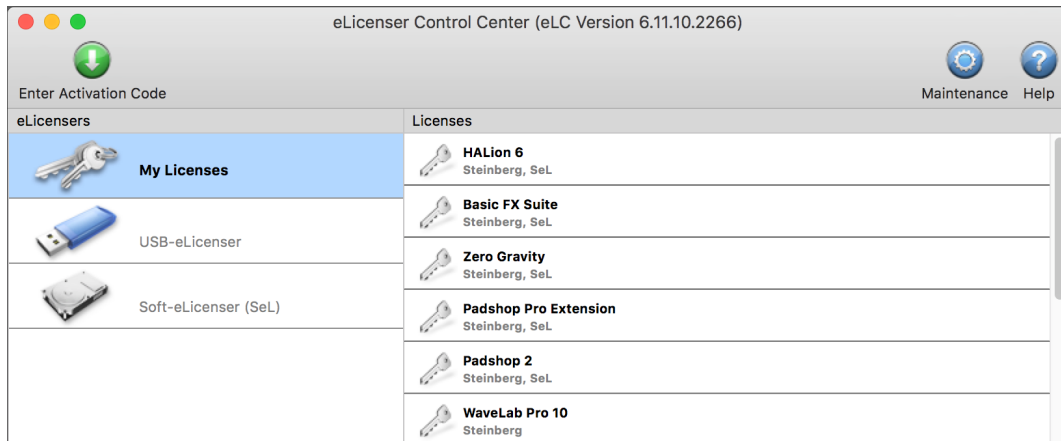 eLicenser Control Center (eLC Version 6.11.10.2266)
Enter Activation Code
Maintenance
Help
eLicensers
My Licenses
USB-eLicenser
Soft-eLicenser (SeL)
Licenses
HALion 6
Steinberg, SeL
Basic FX Suite
Steinberg, SeL
Zero Gravity
Steinberg, SeL
Padshop Pro Extension
Steinberg, SeL
Padshop 2
Steinberg, SeL
WaveLab Pro 10
Steinberg